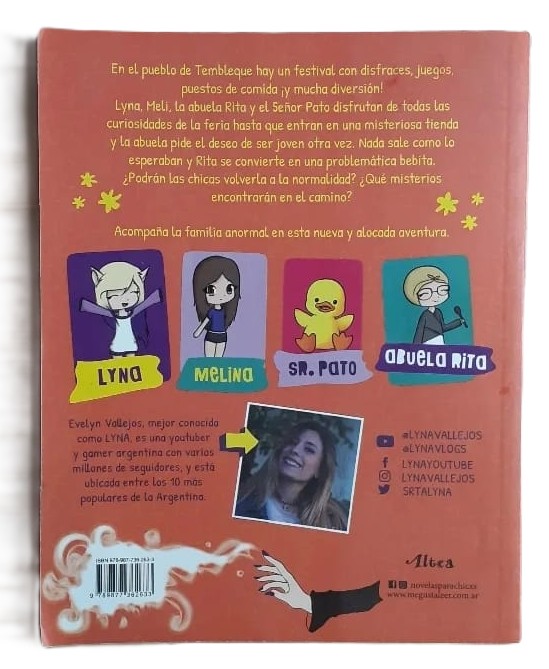 En el pueblo de Tembleque hay un festival con disfraces, juegos,
puestos de comida ¡y mucha diversión!
Lyna, Meli, la abuela Rita y el Señor Pato disfrutan de todas las
curiosidades de la feria hasta que entran en una misteriosa tienda
y la abuela pide el deseo de ser joven otra vez. Nada sale como lo
esperaban y Rita se convierte en una problemática bebita.
¿Podrán las chicas volverla a la normalidad? ¿Qué misterios
encontrarán en el camino?
Acompaña la familia anormal en esta nueva y alocada aventura.
LYNA
MELINA
SR. PATO
ABUELA RITA
Evelyn Vallejos, mejor conocida
como LYNA, es una youtuber
y gamer argentina con varios
millones de seguidores, y está
ubicada entre los 10 más
populares de la Argentina.
@LYNAVALLEJOS
@LYNAVLOGS
LYNAYOUTUBE
LYNAVALLEJOS
SRTALYNA
ISBN 978-987-736-263-3
9 789877 362633
Altea
novelasparachicxs
www.megustaleer.com.ar